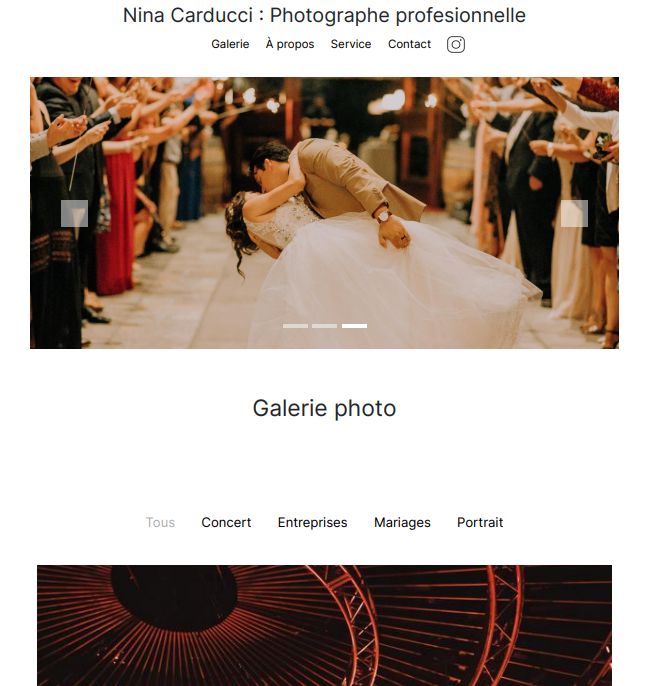 Nina Carducci : Photographe profesionnelle
Galerie À propos Service Contact
Galerie photo
Tous Concert Entreprises Mariages Portrait